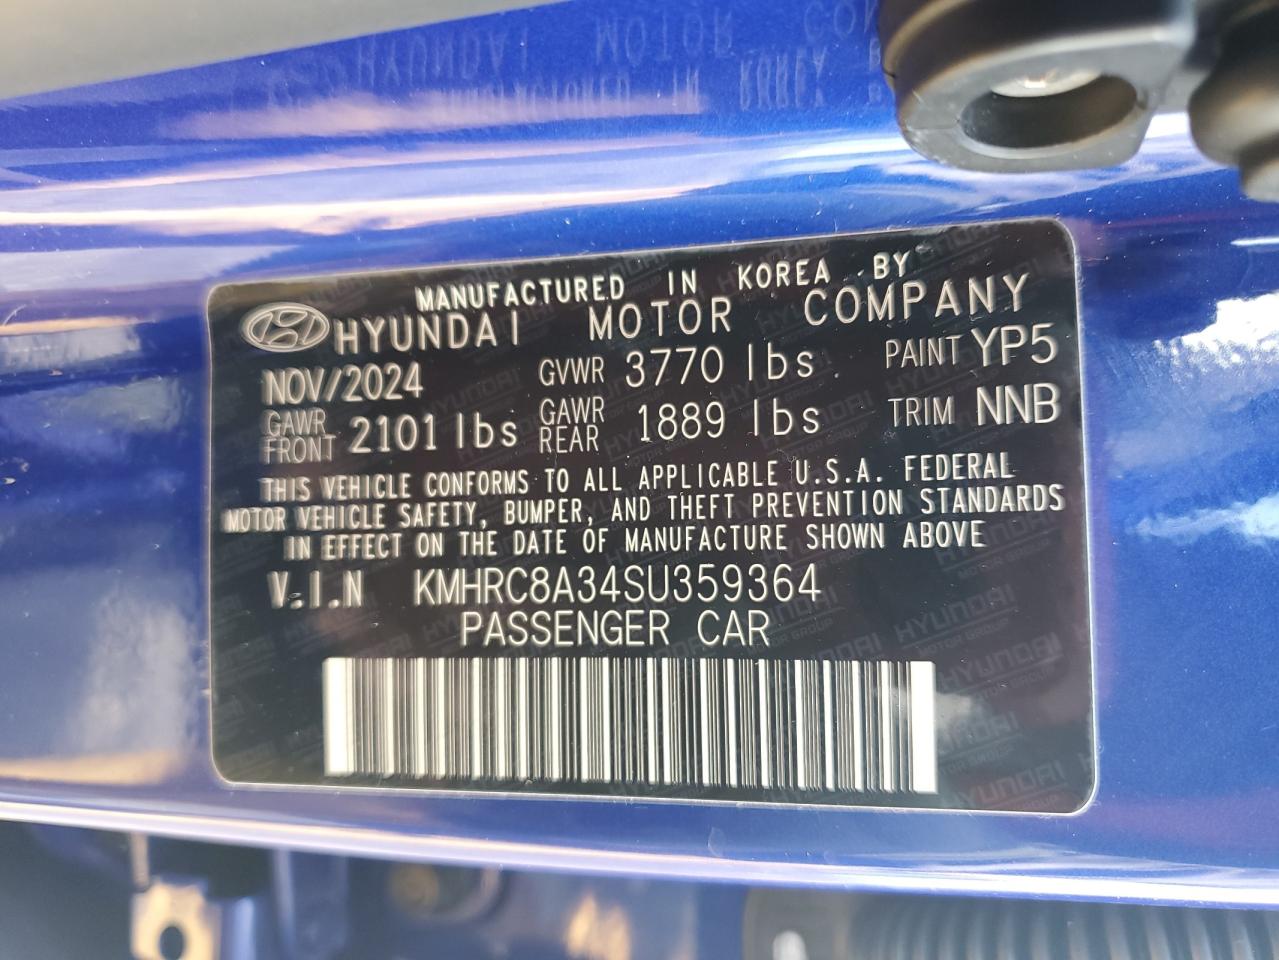 MANUFACTURED IN KOREA BY
HYUNDAI MOTOR COMPANY
NOV/2024 GVWR 3770 lbs PAINT YP5
GAWR FRONT 2101 lbs GAWR REAR 1889 lbs TRIM NNB
THIS VEHICLE CONFORMS TO ALL APPLICABLE U.S.A. FEDERAL
MOTOR VEHICLE SAFETY, BUMPER, AND THEFT PREVENTION STANDARDS
IN EFFECT ON THE DATE OF MANUFACTURE SHOWN ABOVE
V.I.N KMHRC8A34SU359364
PASSENGER CAR